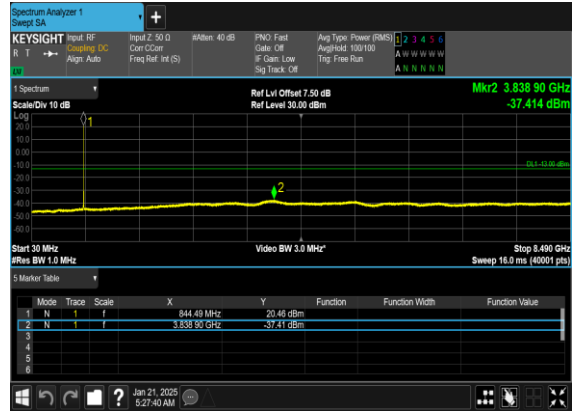 Spectrum Analyzer 1
Swept SA
+
KEYSIGHT Input: RF Input Z: 50 Ω #Atten: 40 dB PNO: Fast Avg Type: Power (RMS) 1 2 3 4 5 6
R T Coupling: DC Corr CCorr Gate: Off Avg|Hold: 100/100 A W W W W W
Align: Auto Freq Ref: Int (S) IF Gain: Low Trig: Free Run
Sig Track: Off A N N N N N
1 Spectrum Ref Lvl Offset 7.50 dB Mkr2 3.838 90 GHz
Scale/Div 10 dB Ref Level 30.00 dBm -37.414 dBm
Log
1
20.0
10.0
0.00
-10.0 DL1 -13.00 dBm
-20.0
-30.0 2
-40.0
-50.0
-60.0
Start 30 MHz Video BW 3.0 MHz* Stop 8.490 GHz
#Res BW 1.0 MHz Sweep 16.0 ms (40001 pts)
5 Marker Table
Mode Trace Scale X Y Function Function Width Function Value
1 N 1 f 844.49 MHz 20.46 dBm
2 N 1 f 3.838 90 GHz -37.41 dBm
3
4
5
6
? Jan 21, 2025
5:27:40 AM